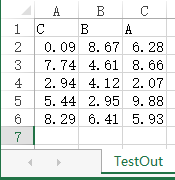 A B C
1 C B A
2 0.09 8.67 6.28
3 7.74 4.61 8.66
4 2.94 4.12 2.07
5 5.44 2.95 9.88
6 8.29 6.41 5.93
7
TestOut